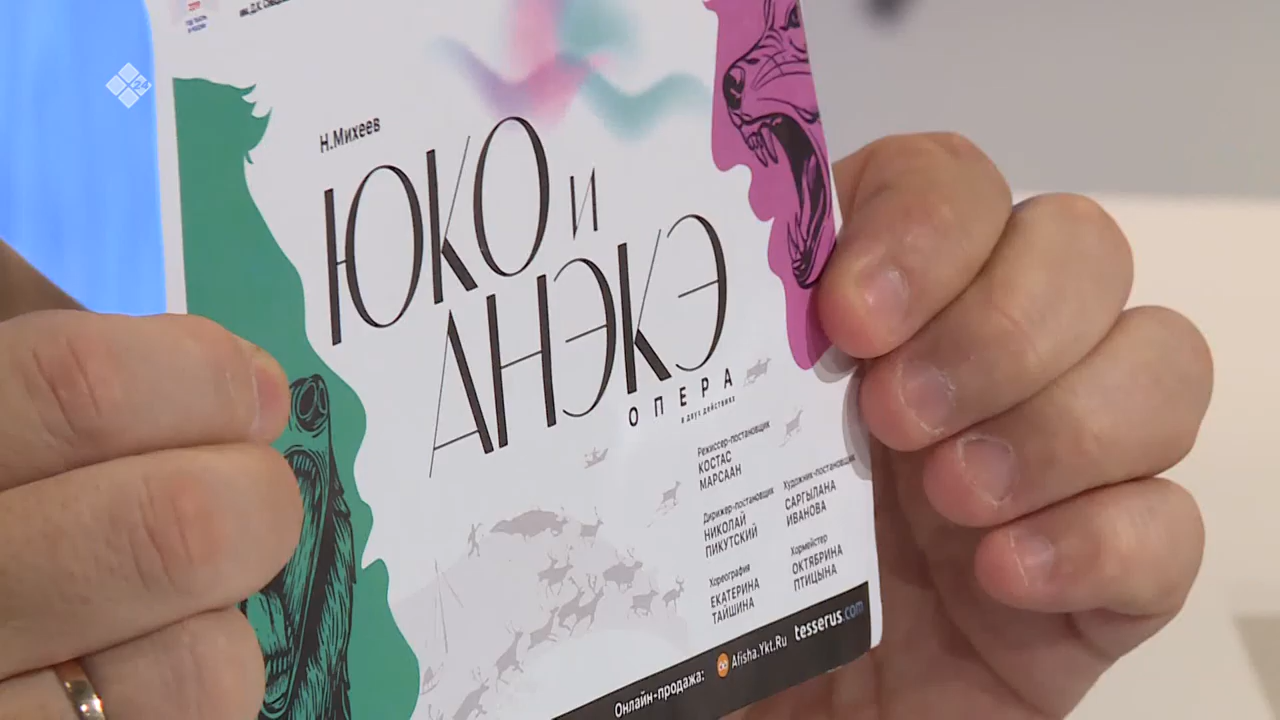 24
Н.Михеев
ЮКО и
АНЭКЭ
ОПЕРА
в двух действиях
Режиссер-постановщик
КОСТАС
МАРСААН
Дирижер-постановщик
НИКОЛАЙ
ПИКУТСКИЙ
Хореография
ЕКАТЕРИНА
ТАЙШИНА
Художник-постановщик
САРГЫЛАНА
ИВАНОВА
Хормейстер
ОКТЯБРИНА
ПТИЦЫНА
Онлайн-продажа: Afisha.Ykt.Ru tesserus.com